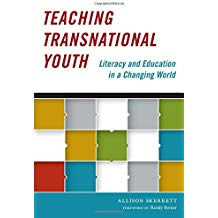 TEACHING
TRANSNATIONAL
YOUTH
Literacy and Education
in a Changing World
ALLISON SKERRETT
FOREWORD BY Randy Bomer